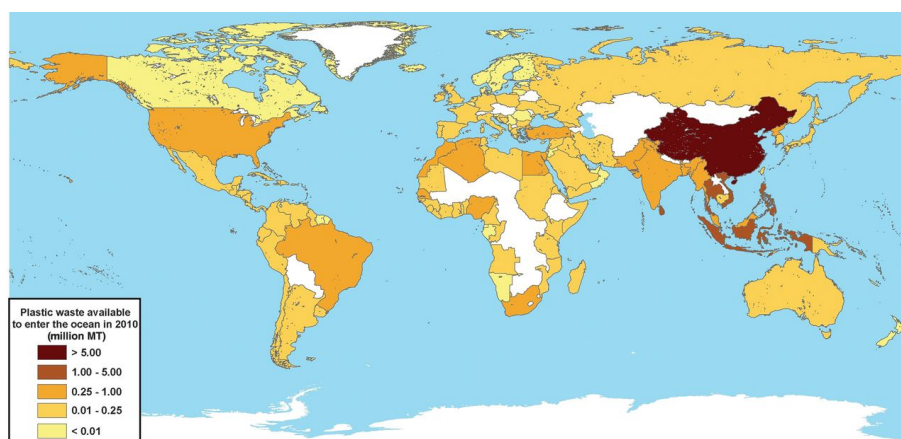 Plastic waste available
to enter the ocean in 2010
(million MT)
> 5.00
1.00 - 5.00
0.25 - 1.00
0.01 - 0.25
< 0.01